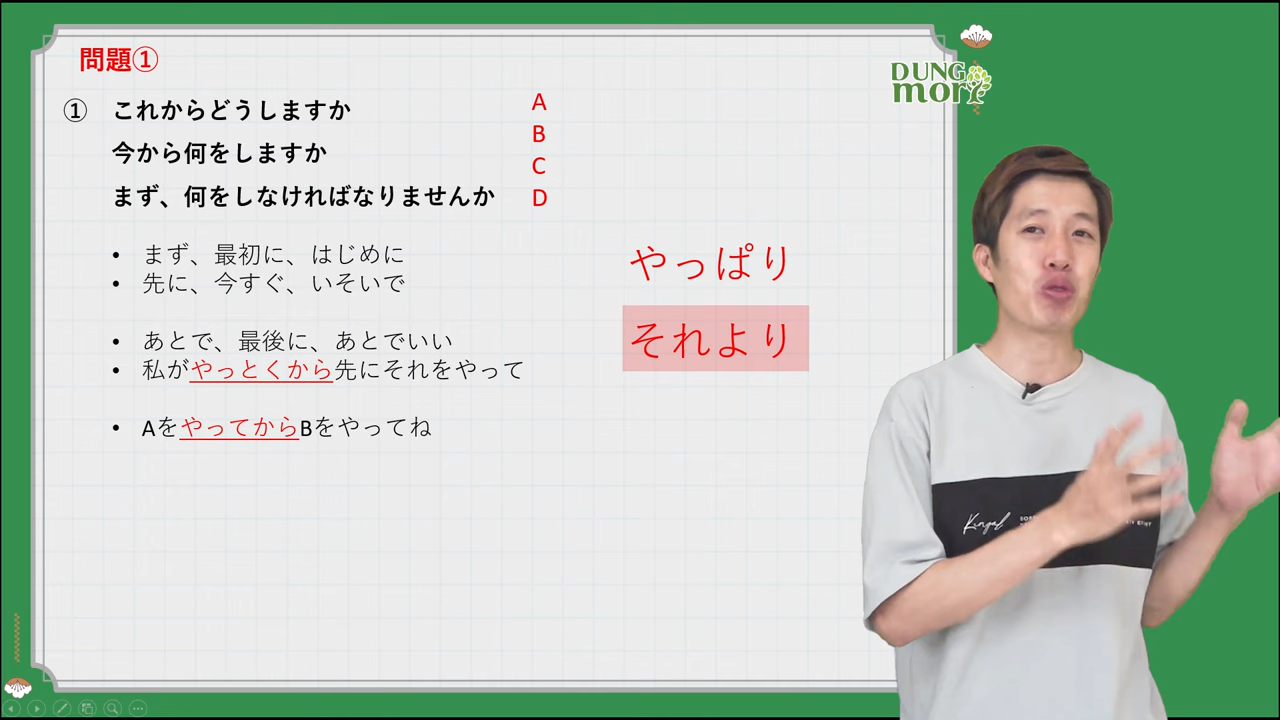 問題①
① これからどうしますか
今から何をしますか
まず、何をしなければなりませんか
A
B
C
D
• まず、最初に、はじめに
• 先に、今すぐ、いそいで
• あとで、最後に、あとでいい
• 私がやっとくから先にそれをやって
• AをやってからBをやってね
やっぱり
それより
DUNG
mori